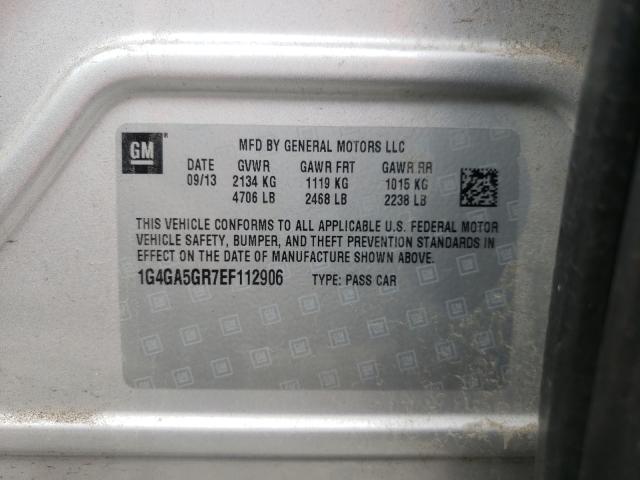 GM
MFD BY GENERAL MOTORS LLC
DATE GVWR GAWR FRT GAWR RR
09/13 2134 KG 1119 KG 1015 KG
4706 LB 2468 LB 2238 LB
THIS VEHICLE CONFORMS TO ALL APPLICABLE U.S. FEDERAL MOTOR
VEHICLE SAFETY, BUMPER, AND THEFT PREVENTION STANDARDS IN
EFFECT ON THE DATE OF MANUFACTURE SHOWN ABOVE.
1G4GA5GR7EF112906 TYPE: PASS CAR